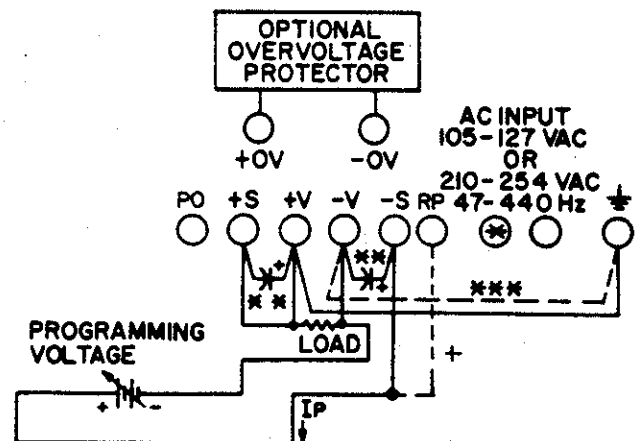 OPTIONAL
OVERVOLTAGE
PROTECTOR
+OV
-OV
AC INPUT
105-127 VAC
OR
210-254 VAC
47-440 Hz
PO +S +V -V -S RP
*
**
+
* *
+
***
PROGRAMMING
VOLTAGE
LOAD
+
+ -
IP